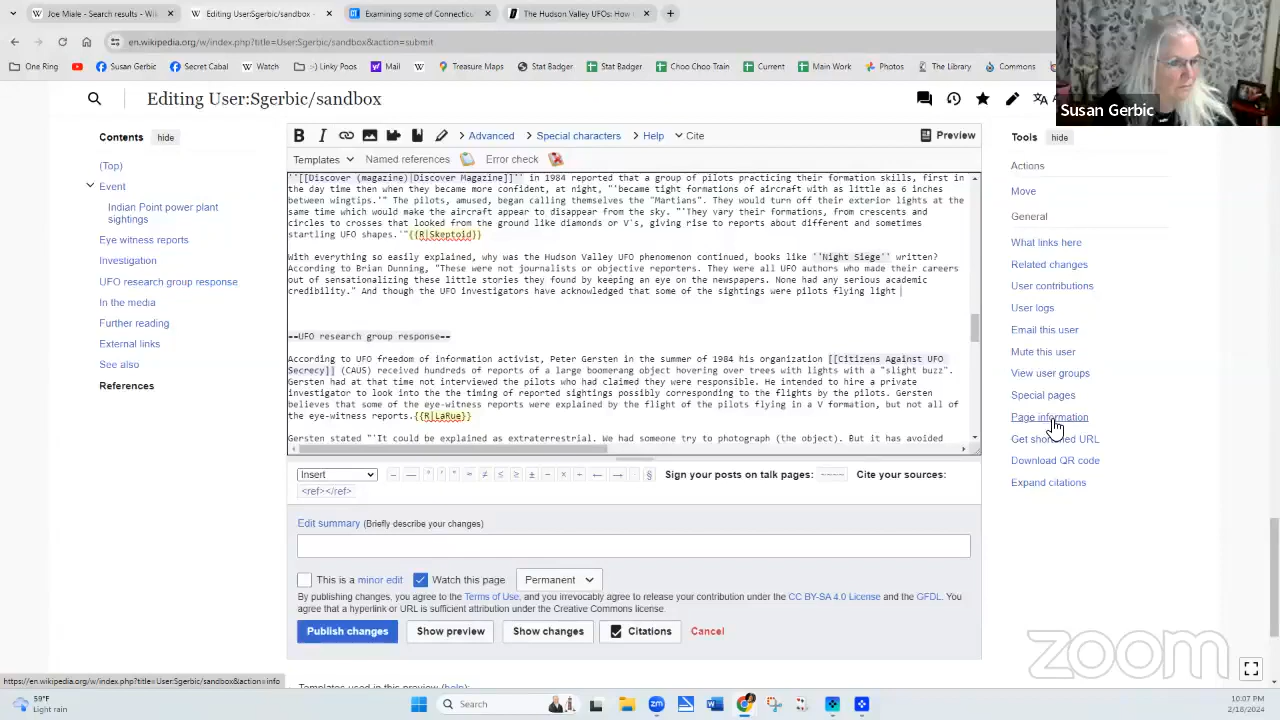 Joe Miale - Search results - Wiki
Editing User:Sgerbic/sandbox
Examining some of Connecticut
The Hudson Valley UFOs: How
en.wikipedia.org/w/index.php?title=User:Sgerbic/sandbox&action=submit
One Ring
Susan Gerbic
Secret Cabal
Watch
:-) Linky Poo;
Mail
Treasure Maps
Stat Badger
Stat Badger
Choo Choo Train
Current
Main Work
Photos
The Library
Commons
Susan Gerbic
Editing User:Sgerbic/sandbox
Contents hide
(Top)
Event
Indian Point power plant
sightings
Eye witness reports
Investigation
UFO research group response
In the media
Further reading
External links
See also
References
B I Advanced Special characters Help Cite Preview
Templates Named references Error check
''[[Discover (magazine)|Discover Magazine]]'' in 1984 reported that a group of pilots practicing their formation skills, first in
the day time then when they became more confident, at night, "'became tight formations of aircraft with as little as 6 inches
between wingtips.'" The pilots, amused, began calling themselves the "Martians". They would turn off their exterior lights at the
same time which would make the aircraft appear to disappear from the sky. "'They vary their formations, from crescents and
circles to crosses that looked from the ground like diamonds or V's, giving rise to reports about different and sometimes
startling UFO shapes.'"{{R|Skeptoid}}
With everything so easily explained, why was the Hudson Valley UFO phenomenon continued, books like ''Night Siege'' written?
According to Brian Dunning, "These were not journalists or objective reporters. They were all UFO authors who made their careers
out of sensationalizing these little stories they found by keeping an eye on the newspapers. None had any serious academic
credibility." And though the UFO investigators have acknowledged that some of the sightings were pilots flying light
==UFO research group response==
According to UFO freedom of information activist, Peter Gersten in the summer of 1984 his organization [[Citizens Against UFO
Secrecy]] (CAUS) received hundreds of reports of a large boomerang object hovering over trees with lights with a "slight buzz".
Gersten had at that time not interviewed the pilots who had claimed they were responsible. He intended to hire a private
investigator to look into the the timing of reported sightings possibly corresponding to the flights by the pilots. Gersten
believes that some of the eye-witness reports were explained by the flight of the pilots flying in a V formation, but not all of
the eye-witness reports.{{R|LaRue}}
Gersten stated "'It could be explained as extraterrestrial. We had someone try to photograph (the object). But it has avoided
Insert – — ° ′ ″ ≈ ≠ ≤ ≥ ± − × ÷ ← → · § Sign your posts on talk pages: ~~~~ Cite your sources:
<ref></ref>
Edit summary (Briefly describe your changes)
This is a minor edit Watch this page Permanent
By publishing changes, you agree to the Terms of Use, and you irrevocably agree to release your contribution under the CC BY-SA 4.0 License and the GFDL. You
agree that a hyperlink or URL is sufficient attribution under the Creative Commons license.
Publish changes Show preview Show changes Citations Cancel
Templates used in this preview (help):
Tools hide
Actions
Move
General
What links here
Related changes
User contributions
User logs
Email this user
Mute this user
View user groups
Special pages
Page information
Get shortened URL
Download QR code
Expand citations
zoom
https://en.wikipedia.org/w/index.php?title=User:Sgerbic/sandbox&action=info
59°F
Light rain
Search
10:07 PM
2/18/2024